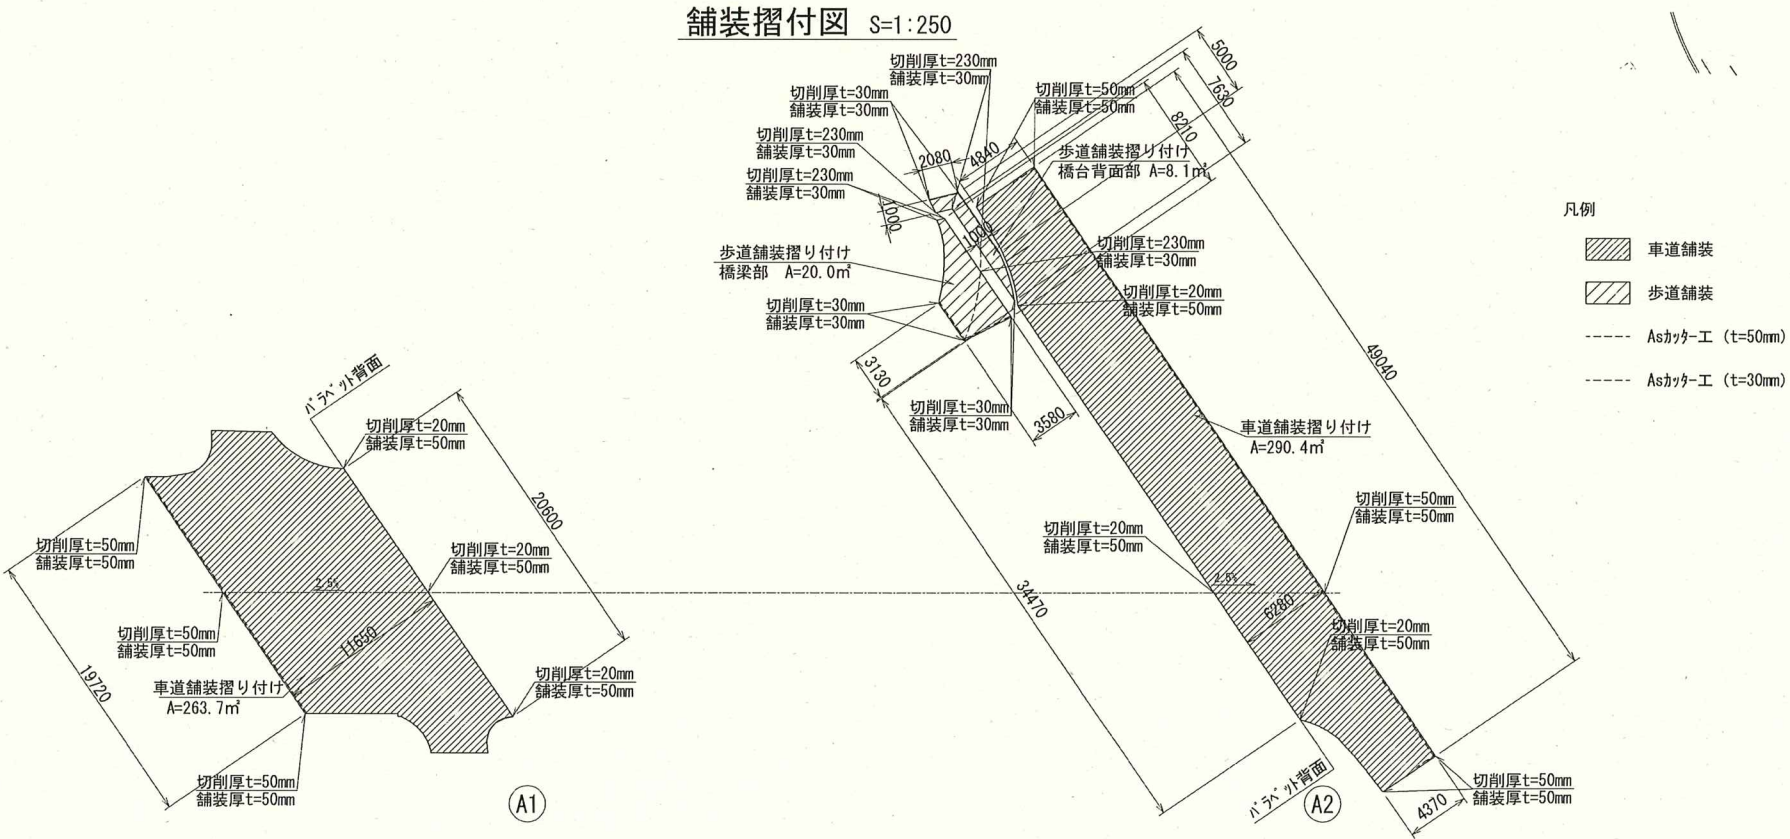 舗装摺付図 S=1:250
切削厚t=230mm
舗装厚t=30mm
切削厚t=30mm
舗装厚t=30mm
切削厚t=50mm
舗装厚t=50mm
切削厚t=230mm
舗装厚t=30mm
切削厚t=230mm
舗装厚t=30mm
5000
7630
8210
2080
4840
1000
1000
歩道舗装摺り付け
橋台背面部 A=8.1㎡
歩道舗装摺り付け
橋梁部 A=20.0㎡
切削厚t=230mm
舗装厚t=30mm
切削厚t=30mm
舗装厚t=30mm
切削厚t=20mm
舗装厚t=50mm
3130
切削厚t=30mm
舗装厚t=30mm
3580
49040
車道舗装摺り付け
A=290.4㎡
切削厚t=50mm
舗装厚t=50mm
切削厚t=20mm
舗装厚t=50mm
2.5%
34470
6280
切削厚t=20mm
舗装厚t=50mm
切削厚t=50mm
舗装厚t=50mm
4370
パラペット背面
A2
凡例
車道舗装
歩道舗装
Asカッター工 (t=50mm)
Asカッター工 (t=30mm)
パラペット背面
切削厚t=20mm
舗装厚t=50mm
20600
切削厚t=50mm
舗装厚t=50mm
切削厚t=20mm
舗装厚t=50mm
2.5%
切削厚t=50mm
舗装厚t=50mm
11650
19720
車道舗装摺り付け
A=263.7㎡
切削厚t=20mm
舗装厚t=50mm
切削厚t=50mm
舗装厚t=50mm
A1